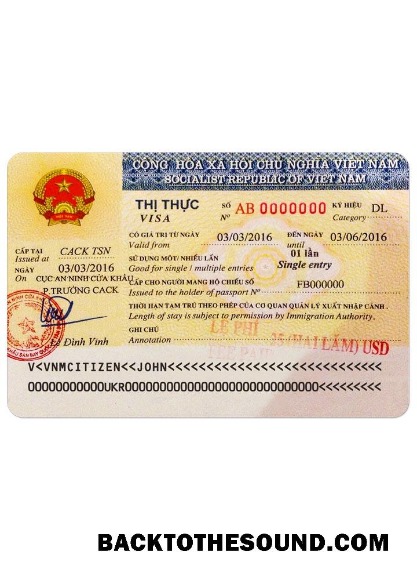 CỘNG HÒA XÃ HỘI CHỦ NGHĨA VIỆT NAM
SOCIALIST REPUBLIC OF VIET NAM
THỊ THỰC SỐ AB 0000000 KÝ HIỆU DL
VISA Nº Category
CÓ GIÁ TRỊ TỪ NGÀY 03/03/2016 ĐẾN NGÀY 03/06/2016
Valid from until
CẤP TẠI CACK TSN SỬ DỤNG MỘT/ NHIỀU LẦN 01 lần
Issued at Good for single / multiple entries Single entry
NGÀY 03/03/2016 CẤP CHO NGƯỜI MANG HỘ CHIẾU SỐ FB000000
On CỤC AN NINH CỬA KHẨU Issued to the holder of passport Nº
P.TRƯỞNG CACK THỜI HẠN TẠM TRÚ THEO PHÉP CỦA CƠ QUAN QUẢN LÝ XUẤT NHẬP CẢNH .
Length of stay is subject to permission by Immigration Authority.
GHI CHÚ LỆ PHÍ
Đình Vinh Annotation (HAI LĂM) USD
V<VNMCITIZEN<<JOHN<<<<<<<<<<<<<<<<<<<<<<<<<<
OOOOOOOOOOOUKROOOOOOOOOOOOOOOOOOOOOOOOOOOO<<<<<<<<<
BACKTOTHESOUND.COM